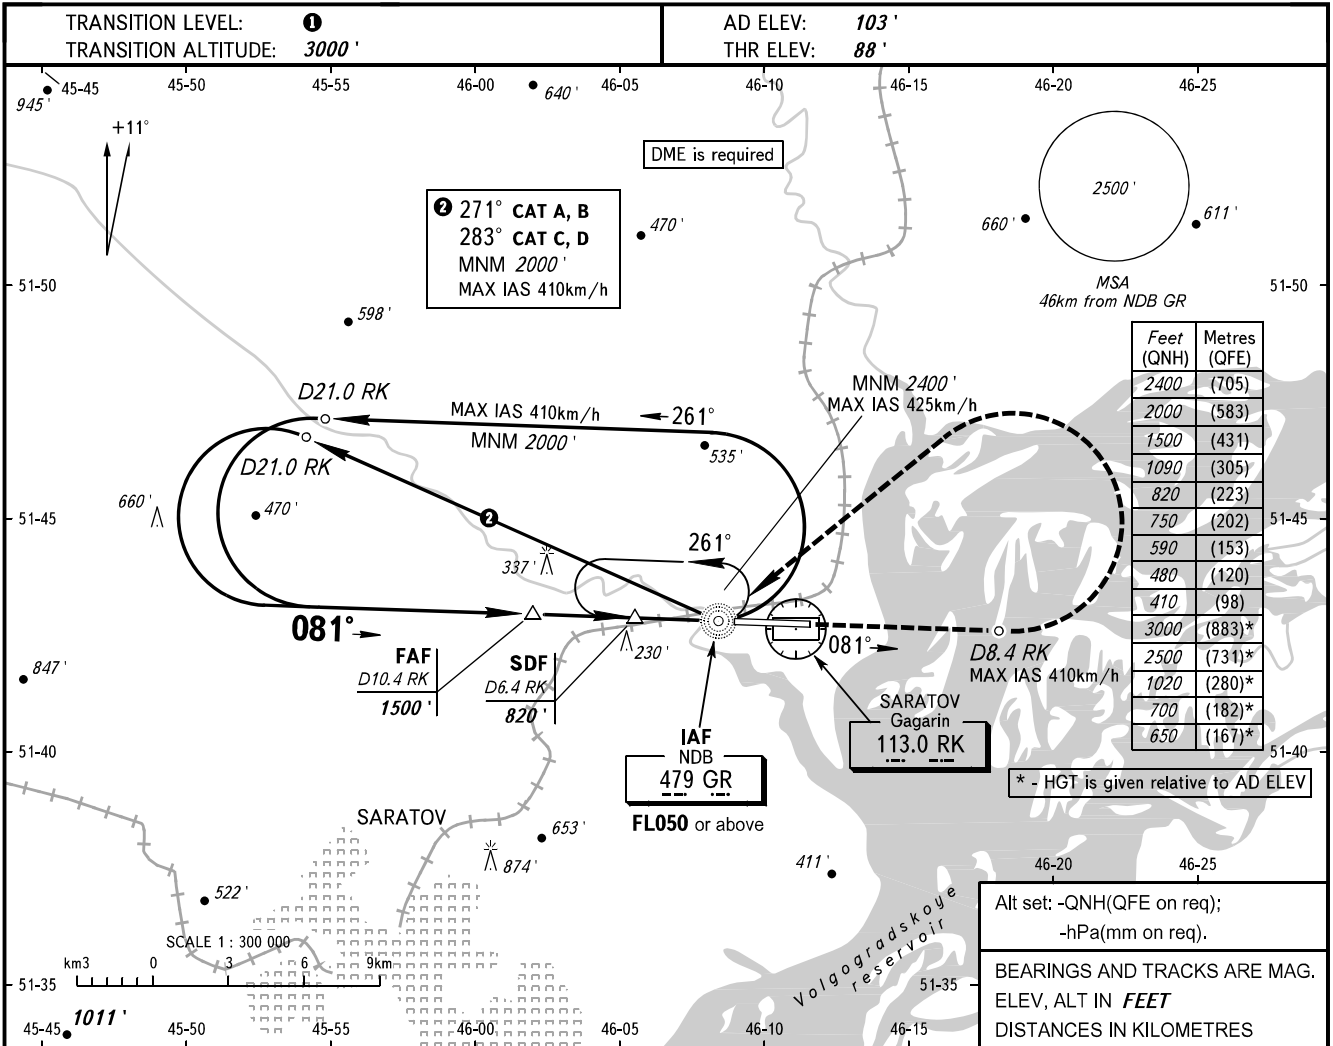 TRANSITION LEVEL: ❶
TRANSITION ALTITUDE: 3000 '
AD ELEV: 103 '
THR ELEV: 88 '
45-45
45-50
45-55
46-00
46-05
46-10
46-15
46-20
46-25
945'
640'
+11°
DME is required
2500'
660'
611'
MSA
46km from NDB GR
❷ 271° CAT A, B
283° CAT C, D
MNM 2000'
MAX IAS 410km/h
470'
51-50
51-50
598'
Feet (QNH) Metres (QFE)
2400 (705)
2000 (583)
1500 (431)
1090 (305)
820 (223)
750 (202)
590 (153)
480 (120)
410 (98)
3000 (883)*
2500 (731)*
1020 (280)*
700 (182)*
650 (167)*
* - HGT is given relative to AD ELEV
D21.0 RK
MAX IAS 410km/h
261°
MNM 2000'
MNM 2400'
MAX IAS 425km/h
D21.0 RK
535'
660'
470'
❷
51-45
51-45
337'
261°
081°
081°
D8.4 RK
MAX IAS 410km/h
FAF
D10.4 RK
1500'
SDF
D6.4 RK
820'
230'
847'
SARATOV
Gagarin
113.0 RK
IAF
NDB
479 GR
FL050 or above
51-40
51-40
SARATOV
653'
874'
411'
522'
46-20
46-25
Volgogradskoye
reservoir
SCALE 1 : 300 000
km3 0 3 6 9km
51-35
51-35
1011'
45-45
45-50
45-55
46-00
46-05
46-10
46-15
Alt set: -QNH(QFE on req);
-hPa(mm on req).
BEARINGS AND TRACKS ARE MAG.
ELEV, ALT IN FEET
DISTANCES IN KILOMETRES